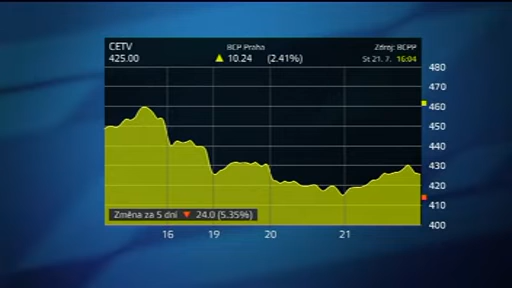 CETV BCP Praha Zdroj: BCPP
425.00 10.24 (2.41%) St 21. 7. 16:04
480
470
460
450
440
430
420
410
400
Změna za 5 dní 24.0 (5.35%)
16 19 20 21